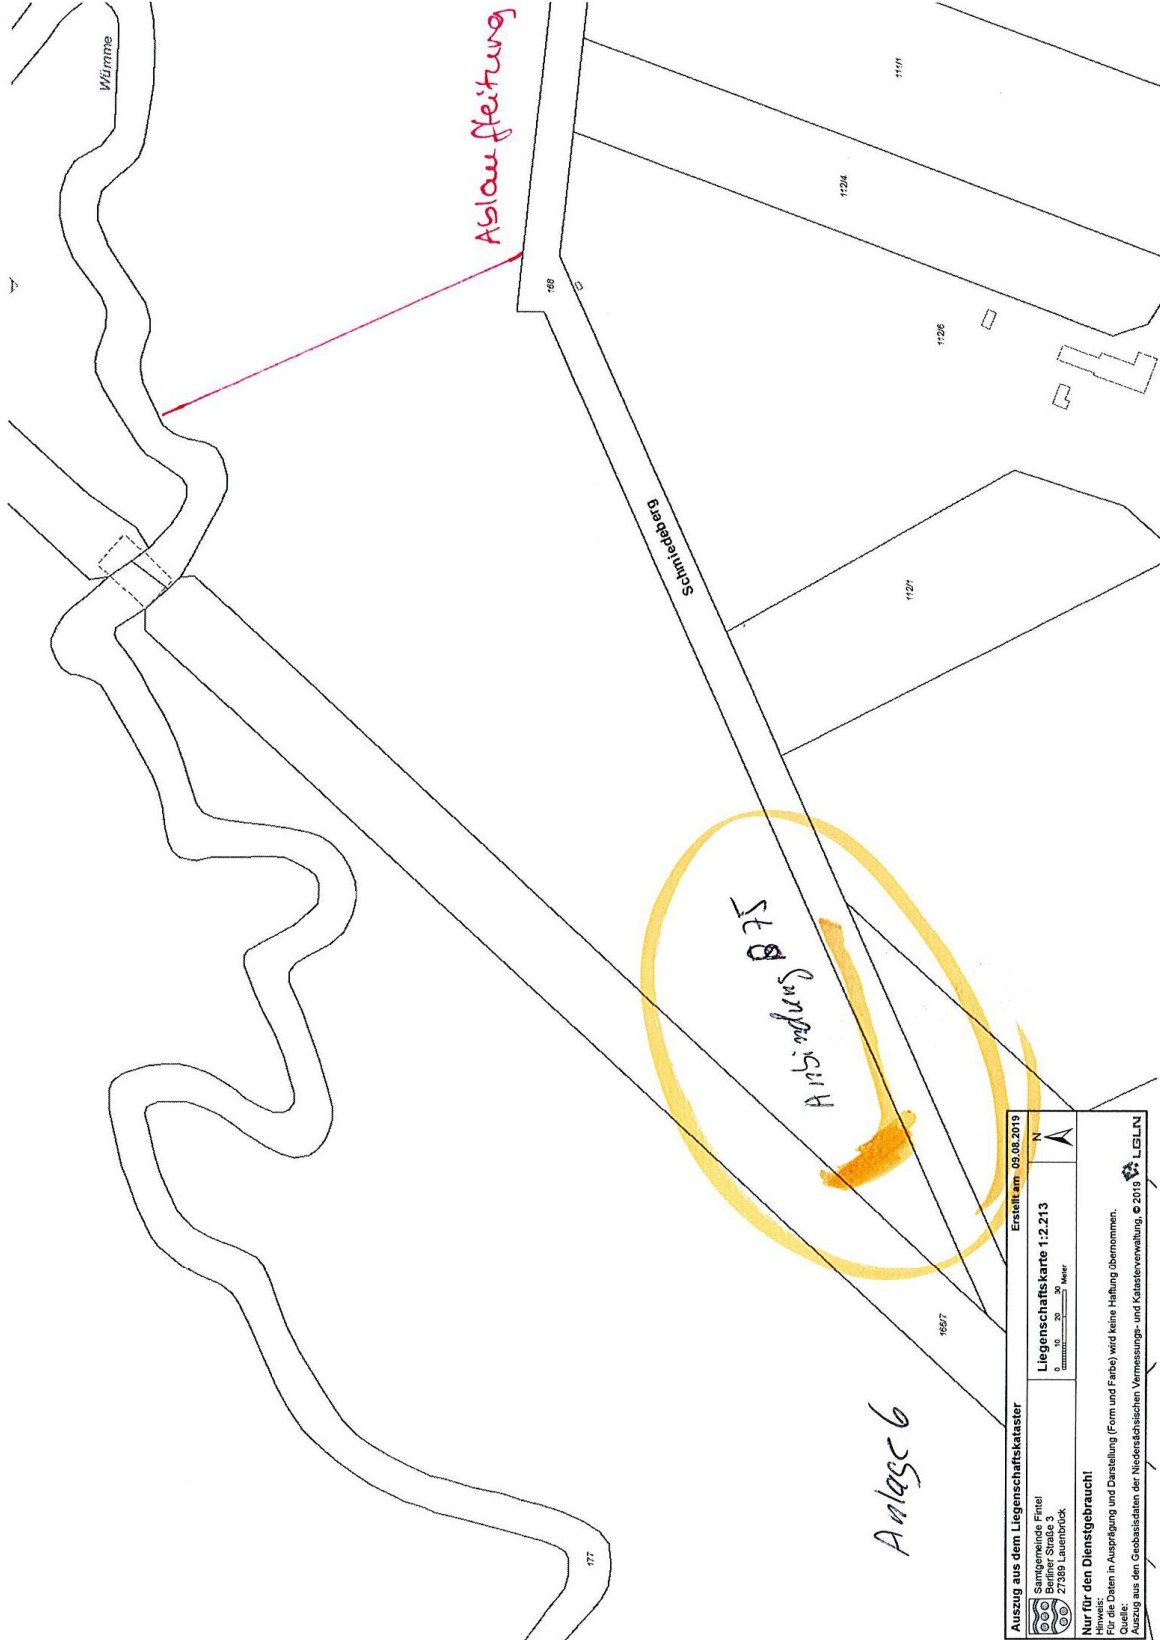 Wümme
Ablaufleitung
111/1
112/4
168
112/6
Schmiedeberg
112/1
Anbindung B 75
165/7
177
Anlage 6
Auszug aus dem Liegenschaftskataster
Erstellt am 09.08.2019
Samtgemeinde Fintel
Berliner Straße 3
27389 Lauenbrück
Liegenschaftskarte 1:2.213
0 10 20 30 Meter
N
Nur für den Dienstgebrauch!
Hinweis:
Für die Daten in Ausprägung und Darstellung (Form und Farbe) wird keine Haftung übernommen.
Quelle:
Auszug aus den Geobasisdaten der Niedersächsischen Vermessungs- und Katasterverwaltung, © 2019 LGLN